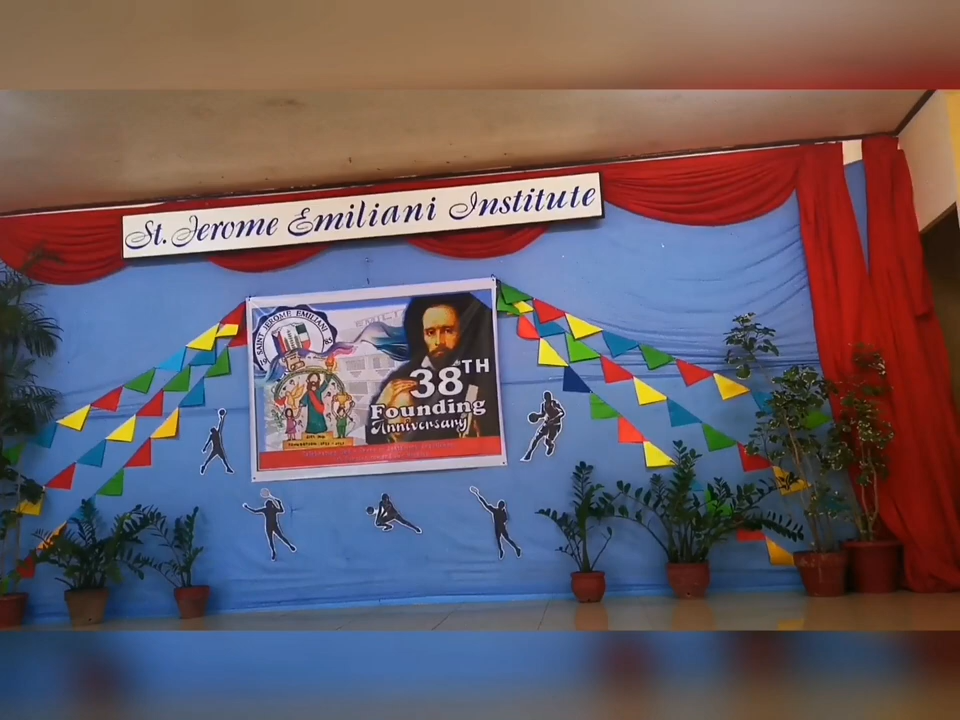 St. Jerome Emiliani Institute
SAINT JEROME EMILIANI
38TH
Founding
Anniversary